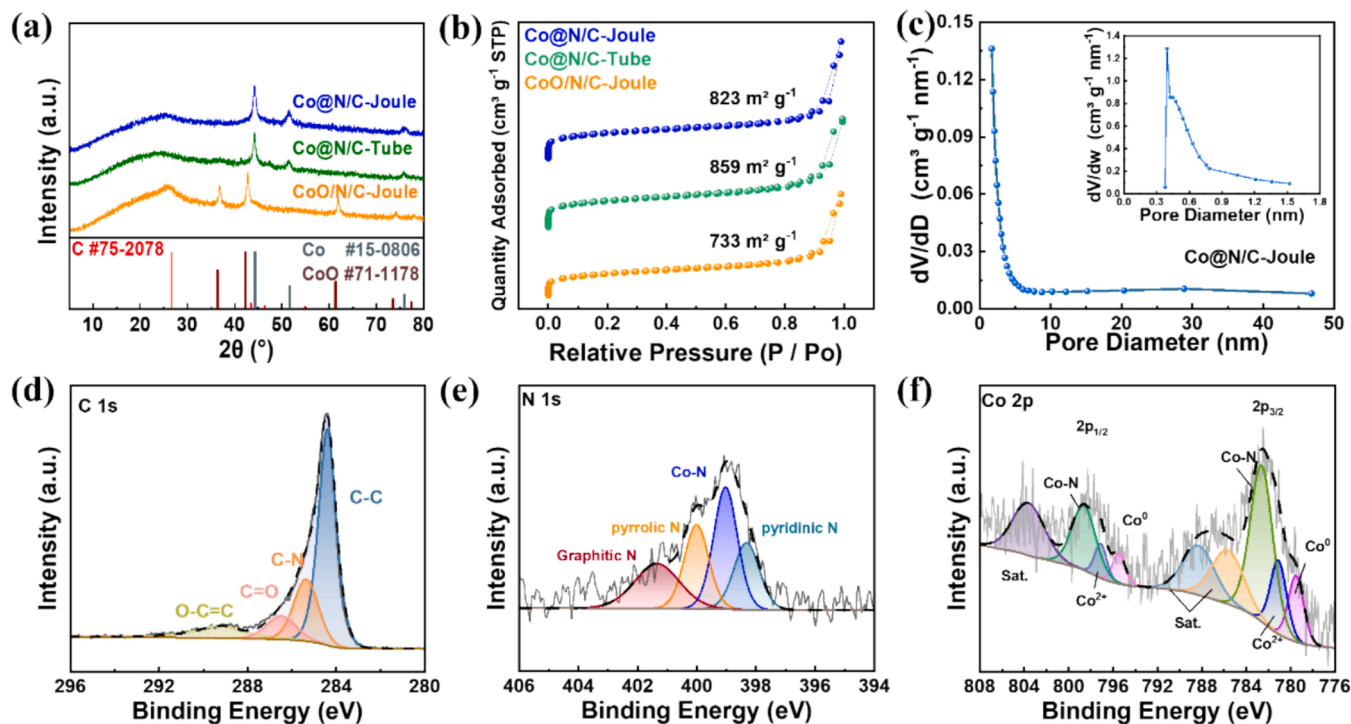 (a)
Intensity (a.u.)
Co@N/C-Joule
Co@N/C-Tube
CoO/N/C-Joule
C #75-2078
Co #15-0806
CoO #71-1178
10 20 30 40 50 60 70 80
2θ (°)
(b)
Quantity Adsorbed (cm³ g⁻¹ STP)
Co@N/C-Joule
Co@N/C-Tube
CoO/N/C-Joule
823 m² g⁻¹
859 m² g⁻¹
733 m² g⁻¹
0.0 0.2 0.4 0.6 0.8 1.0
Relative Pressure (P / Po)
(c)
dV/dD (cm³ g⁻¹ nm⁻¹)
0.15
0.12
0.09
0.06
0.03
0.00
dV/dw (cm³ g⁻¹ nm⁻¹)
1.4
1.2
1.0
0.8
0.6
0.4
0.2
0.0
0.0 0.3 0.6 0.9 1.2 1.5 1.8
Pore Diameter (nm)
Co@N/C-Joule
0 10 20 30 40 50
Pore Diameter (nm)
(d)
C 1s
Intensity (a.u.)
C-C
C-N
C=O
O-C=C
296 292 288 284 280
Binding Energy (eV)
(e)
N 1s
Intensity (a.u.)
Co-N
pyrrolic N
pyridinic N
Graphitic N
406 404 402 400 398 396 394
Binding Energy (eV)
(f)
Co 2p
Intensity (a.u.)
2p₁/₂
2p₃/₂
Co-N
Co-N
Co⁰
Co⁰
Sat.
Co²⁺
Sat.
Co²⁺
808 804 800 796 792 788 784 780 776
Binding Energy (eV)